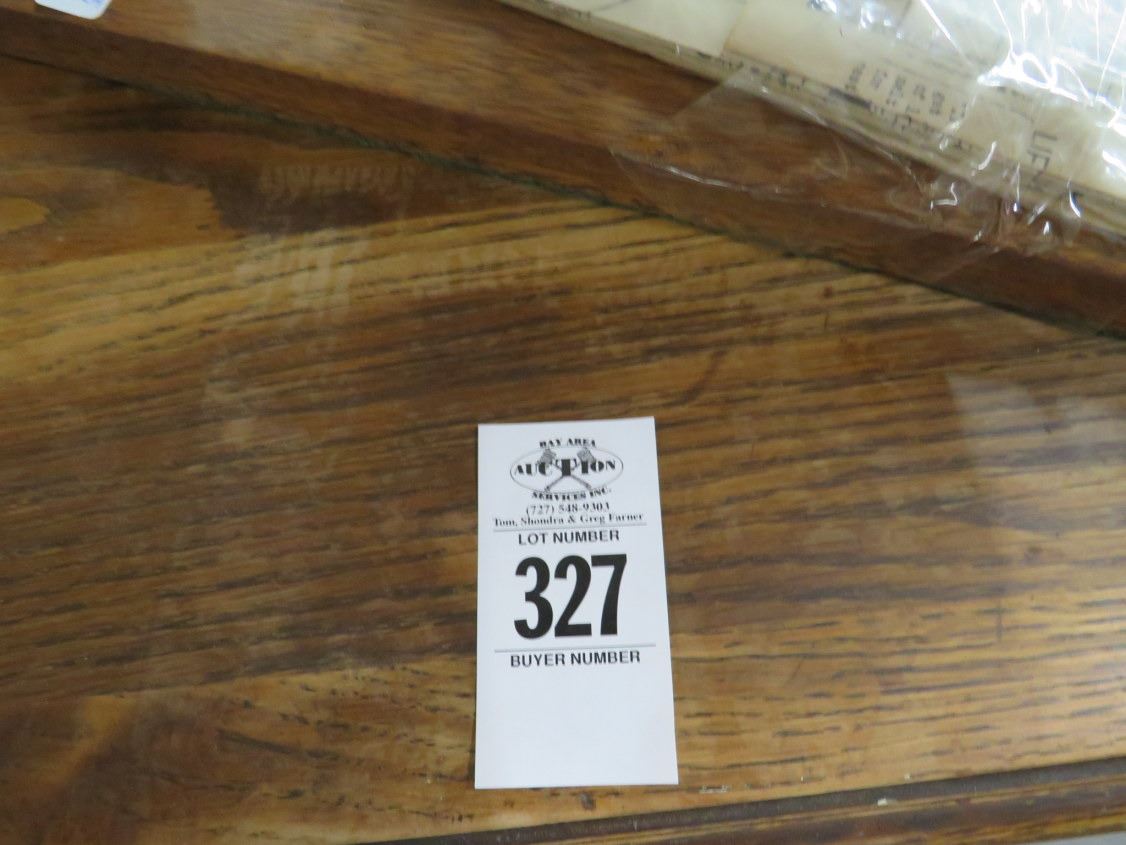 BAY AREA
AUCTION
SERVICES INC.
(727) 548-9303
Tom, Shondra & Greg Farner
LOT NUMBER
327
BUYER NUMBER